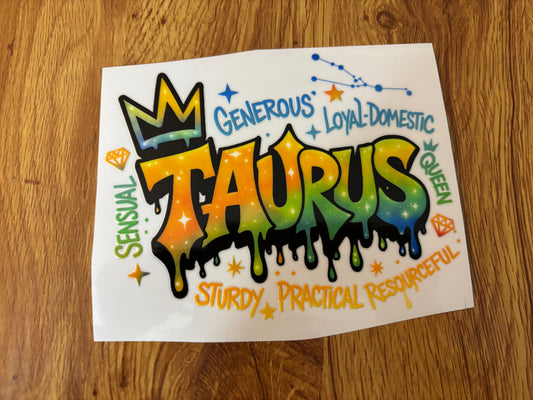 GENEROUS
LOYAL-DOMESTIC
TAURUS
SENSUAL
QUEEN
STURDY PRACTICAL RESOURCEFUL